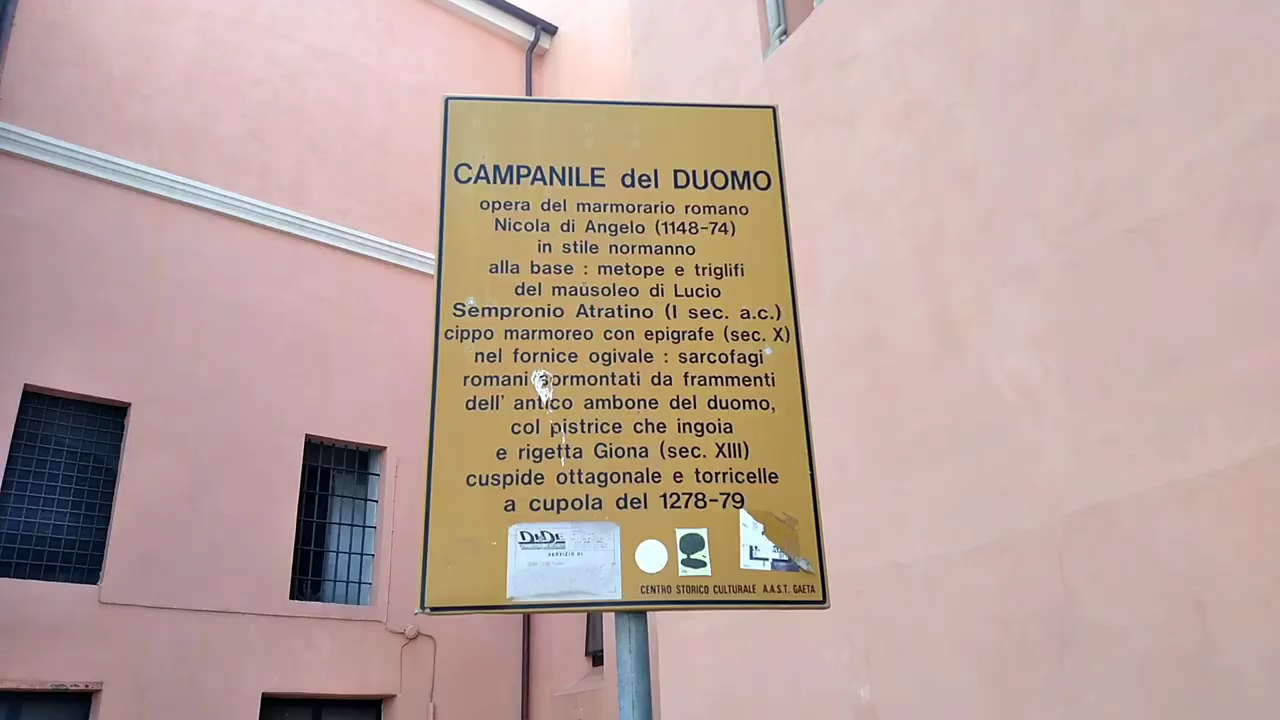 CAMPANILE del DUOMO
opera del marmorario romano
Nicola di Angelo (1148-74)
in stile normanno
alla base : metope e triglifi
del mausoleo di Lucio
Sempronio Atratino (I sec. a.c.)
cippo marmoreo con epigrafe (sec. X)
nel fornice ogivale : sarcofagi
romani sormontati da frammenti
dell' antico ambone del duomo,
col pistrice che ingoia
e rigetta Giona (sec. XIII)
cuspide ottagonale e torricelle
a cupola del 1278-79
SERVIZIO DI
CENTRO STORICO CULTURALE A.A.S.T. GAETA